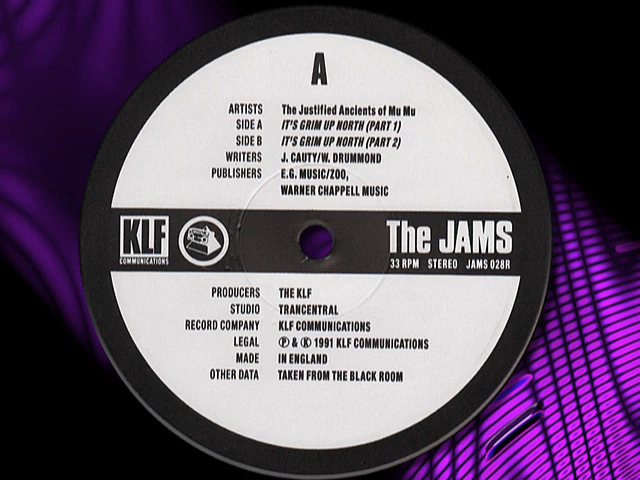 A
ARTISTS The Justified Ancients of Mu Mu
SIDE A IT'S GRIM UP NORTH (PART 1)
SIDE B IT'S GRIM UP NORTH (PART 2)
WRITERS J. CAUTY/W. DRUMMOND
PUBLISHERS E.G. MUSIC/ZOO,
WARNER CHAPPELL MUSIC
KLF
COMMUNICATIONS
The JAMS
33 RPM STEREO JAMS 028R
PRODUCERS THE KLF
STUDIO TRANCENTRAL
RECORD COMPANY KLF COMMUNICATIONS
LEGAL Ⓟ & Ⓚ 1991 KLF COMMUNICATIONS
MADE IN ENGLAND
OTHER DATA TAKEN FROM THE BLACK ROOM